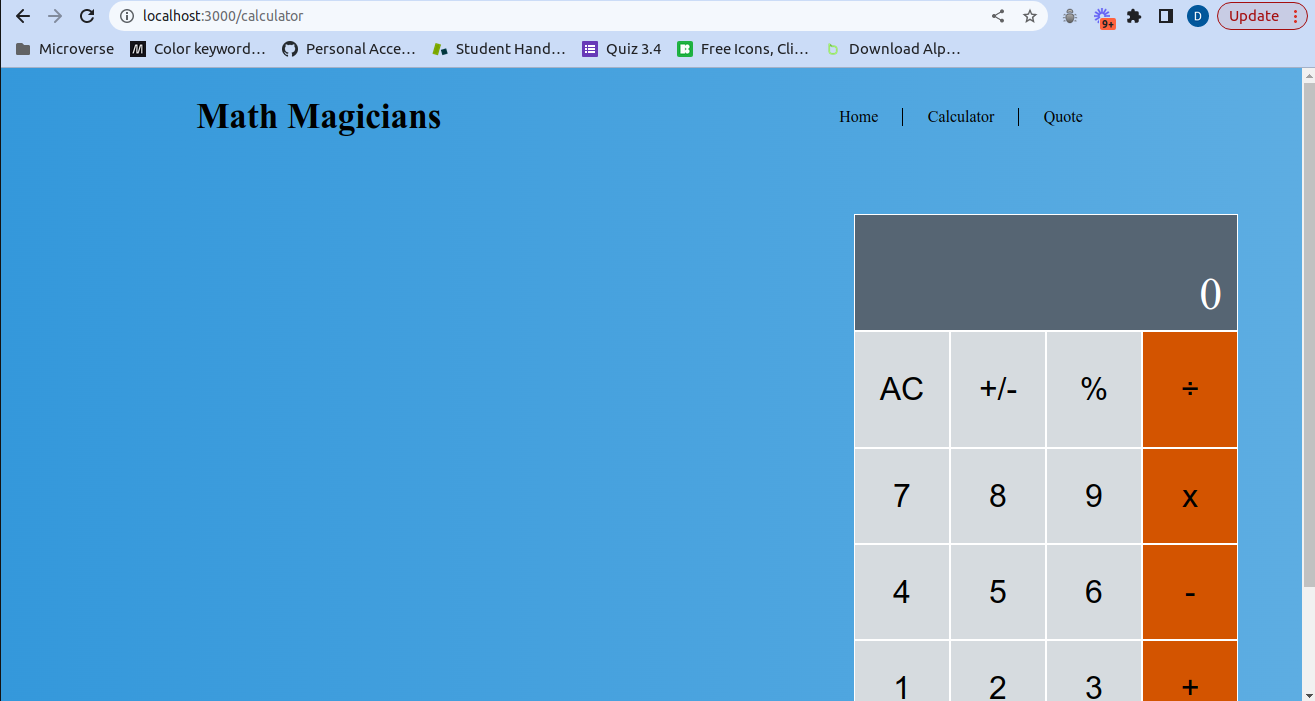 localhost:3000/calculator
9+
D
Update
Microverse
Color keyword...
Personal Acce...
Student Hand...
Quiz 3.4
Free Icons, Cli...
Download Alp...
Math Magicians
Home
Calculator
Quote
0
AC +/- % ÷
7 8 9 x
4 5 6 -
1 2 3 +